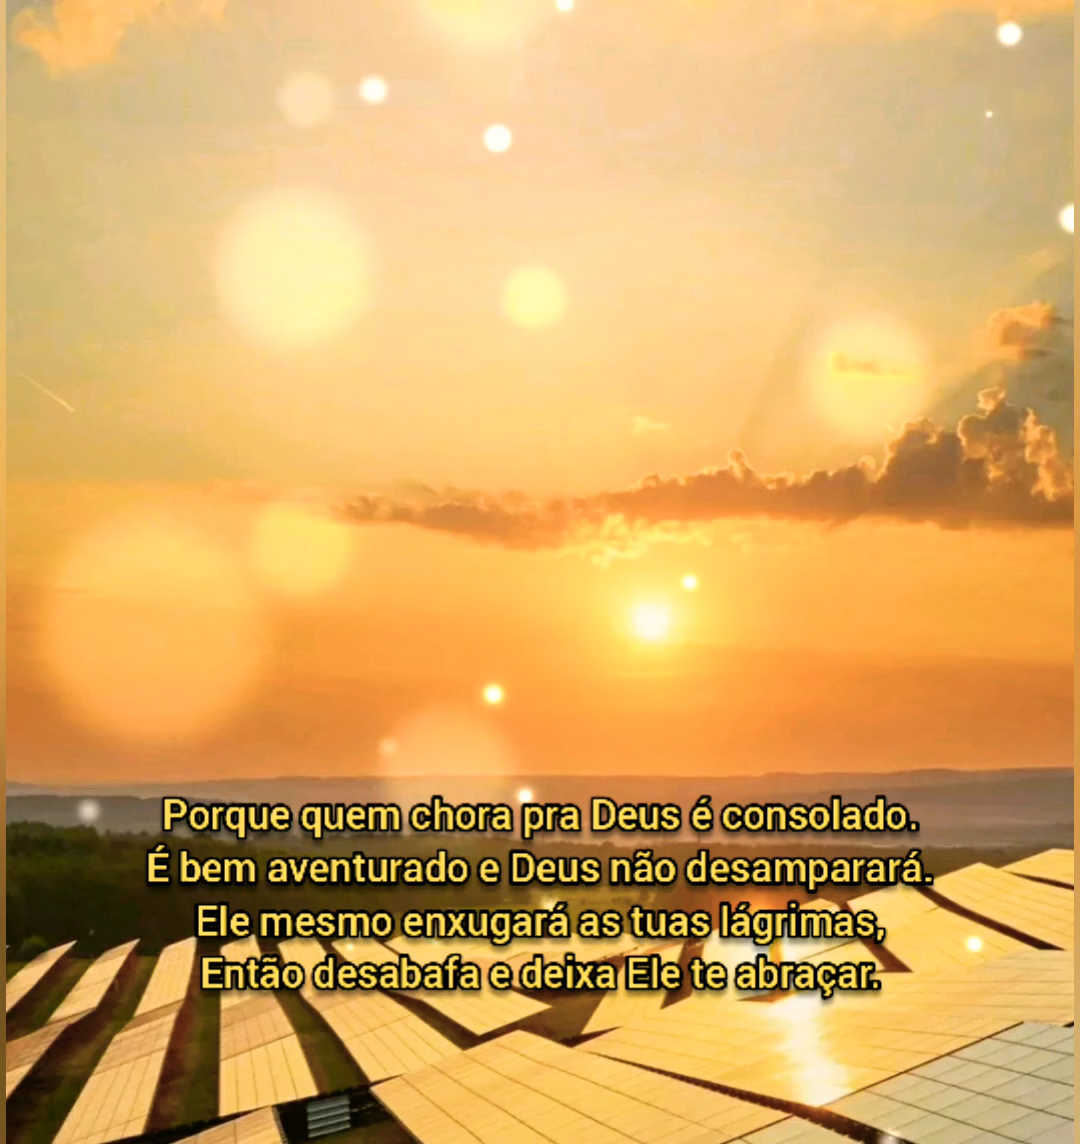 Porque quem chora pra Deus é consolado.
É bem aventurado e Deus não desamparará.
Ele mesmo enxugará as tuas lágrimas,
Então desabafa e deixa Ele te abraçar.